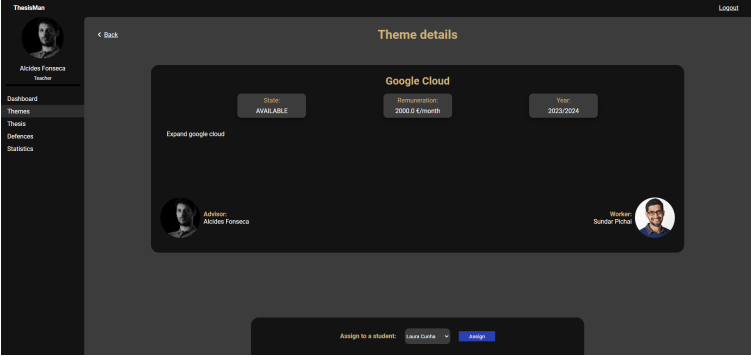 ThesisMan
Logout
Alcides Fonseca
Teacher
Dashboard
Themes
Thesis
Defences
Statistics
< Back
Theme details
Google Cloud
State:
AVAILABLE
Remuneration:
2000.0 €/month
Year:
2023/2024
Expand google cloud
Advisor:
Alcides Fonseca
Worker:
Sundar Pichai
Assign to a student: Laura Cunha Assign